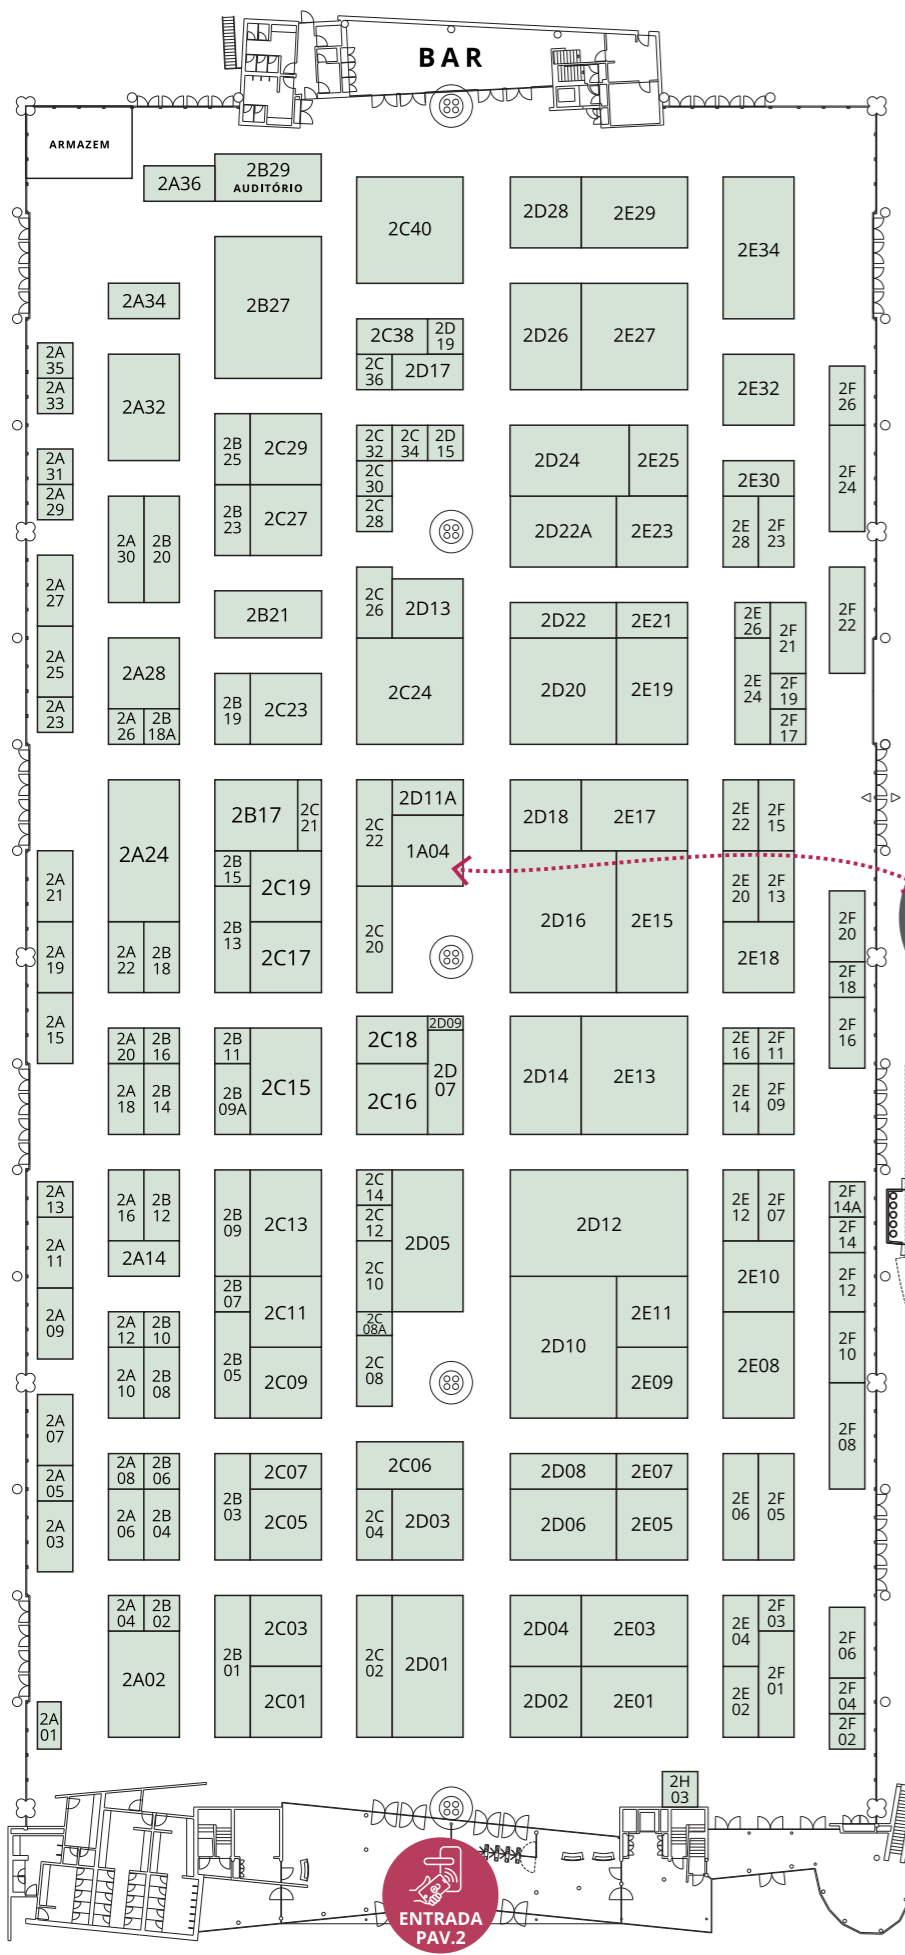 BAR
ARMAZEM
2A36
2B29
AUDITÓRIO
2C40
2D28
2E29
2E34
2A34
2B27
2C38
2D
19
2C
36
2D17
2D26
2E27
2E32
2A
35
2A
33
2A32
2F
26
2F
24
2B
25
2C29
2C
32
2C
34
2D
15
2C
30
2C
28
2D24
2E25
2E30
2A
31
2A
29
2B
23
2C27
2D22A
2E23
2E
28
2F
23
2A
30
2B
20
2A
27
2A
25
2A
23
2B21
2C
26
2D13
2C24
2D22
2E21
2D20
2E19
2E
26
2F
21
2E
24
2F
19
2F
17
2F
22
2A28
2A
26
2B
18A
2B
19
2C23
2A24
2B17
2C
21
2C
22
2D11A
1A04
2D18
2E17
2E
22
2F
15
2A
21
2B
15
2C19
2D16
2E15
2E
20
2F
13
2A
19
2A
22
2B
18
2B
13
2C17
2C
20
2E18
2F
20
2F
18
2F
16
2A
15
2A
20
2B
16
2B
11
2C15
2C18
2D09
2D
07
2C16
2D14
2E13
2E
16
2F
11
2A
18
2B
14
2B
09A
2E
14
2F
09
2A
13
2A
11
2A
09
2A
16
2B
12
2A14
2B
09
2C13
2C
14
2C
12
2C
10
2D05
2D12
2E
12
2F
07
2E10
2F
14A
2F
14
2F
12
2F
10
2F
08
2B
07
2C11
2C
08A
2C
08
2D10
2E11
2E09
2E08
2A
12
2B
10
2A
10
2B
08
2B
05
2C09
2A
07
2A
05
2A
03
2A
08
2B
06
2A
06
2B
04
2B
03
2C07
2C05
2C06
2C
04
2D03
2D08
2E07
2D06
2E05
2E
06
2F
05
2A
04
2B
02
2A02
2B
01
2C03
2C01
2C
02
2D01
2D04
2E03
2D02
2E01
2E
04
2F
03
2E
02
2F
01
2F
06
2F
04
2F
02
2A
01
2H
03
ENTRADA
PAV.2